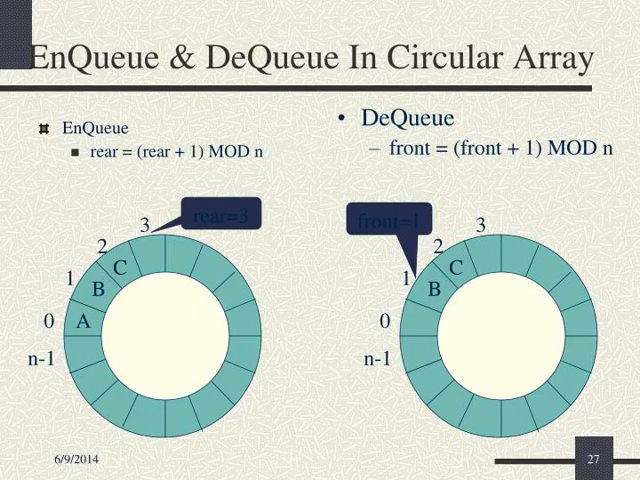 EnQueue & DeQueue In Circular Array
EnQueue
rear = (rear + 1) MOD n
• DeQueue
– front = (front + 1) MOD n
rear=3
3
2
C
1
B
0
A
n-1
front=1
3
2
C
1
B
0
n-1
6/9/2014
27